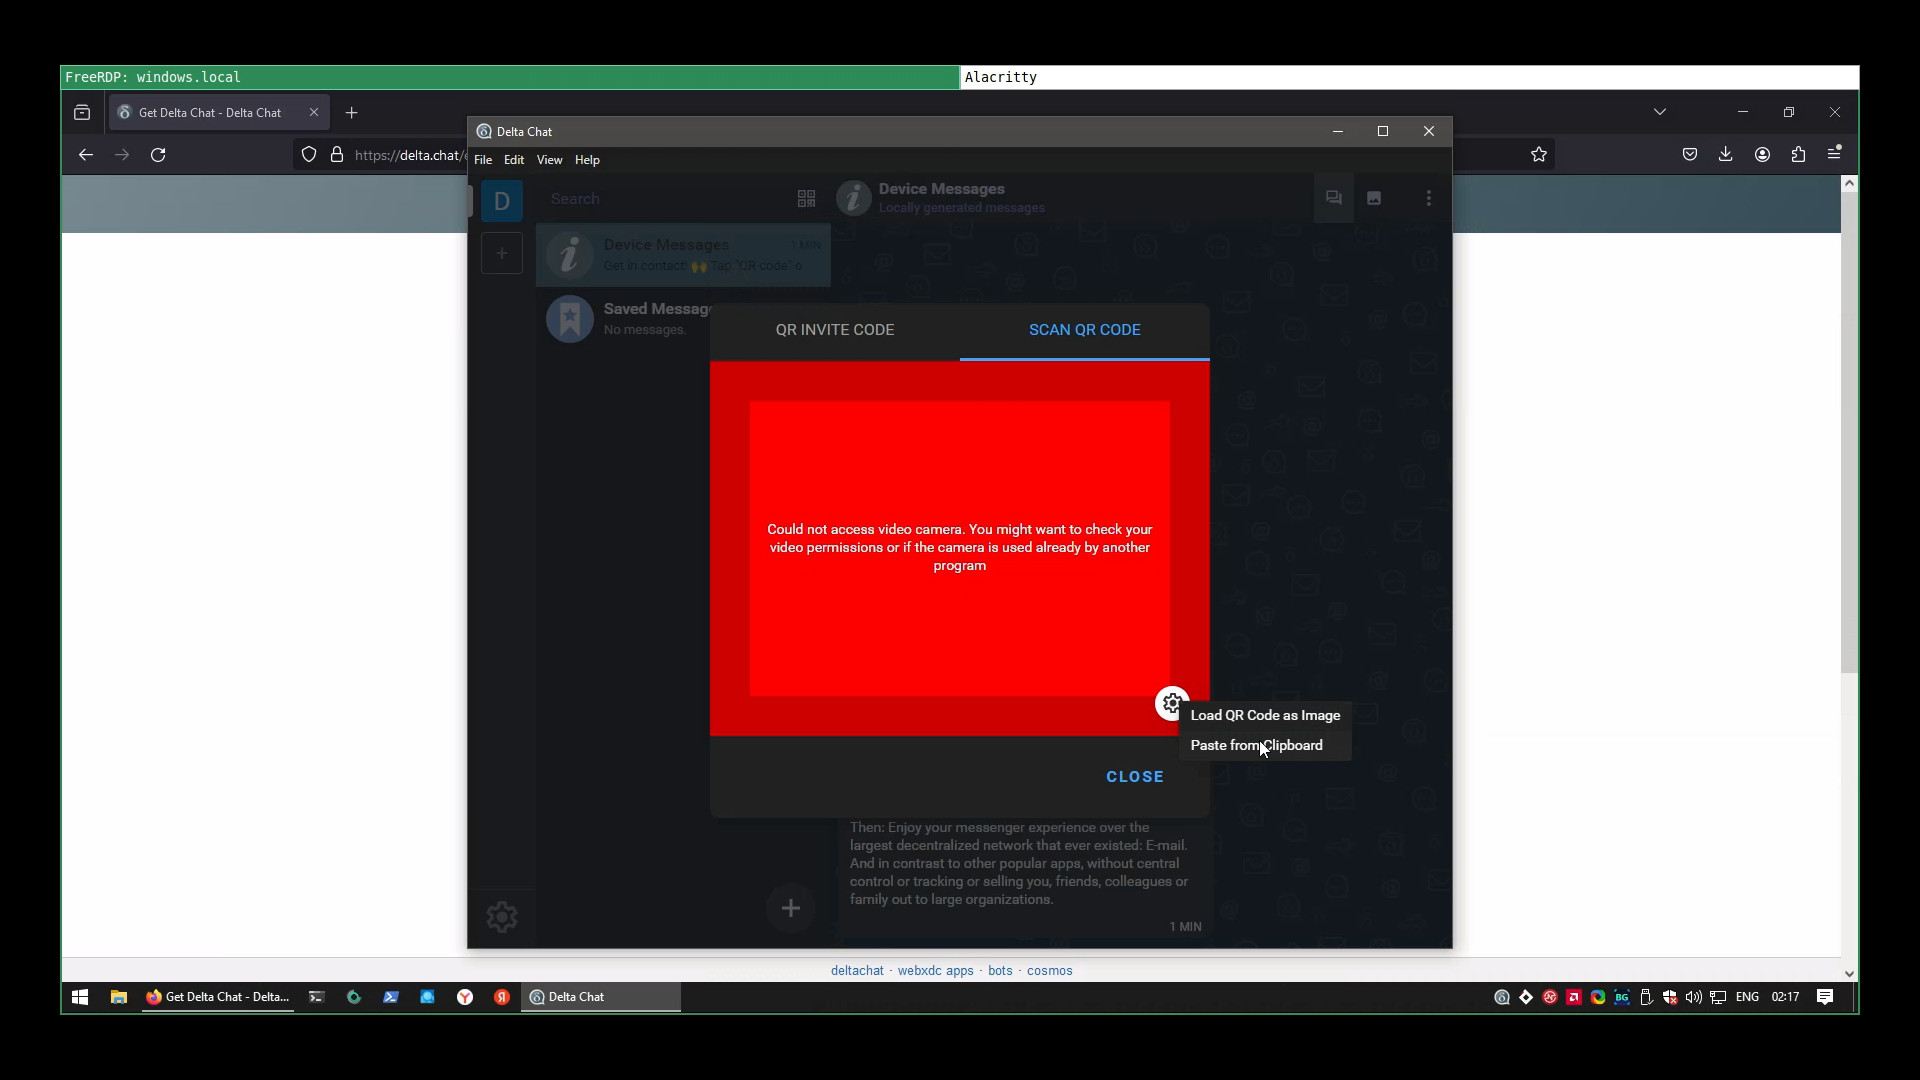 FreeRDP: windows.local
Alacritty
Get Delta Chat - Delta Chat
https://delta.chat/e
Delta Chat
File Edit View Help
D
Search
Device Messages
Locally generated messages
Device Messages
1 MIN
Get in contact! 🙌 Tap "QR code" o
Saved Messag
No messages.
QR INVITE CODE
SCAN QR CODE
Could not access video camera. You might want to check your
video permissions or if the camera is used already by another
program
Load QR Code as Image
Paste from Clipboard
CLOSE
Then: Enjoy your messenger experience over the
largest decentralized network that ever existed: E-mail.
And in contrast to other popular apps, without central
control or tracking or selling you, friends, colleagues or
family out to large organizations.
1 MIN
deltachat · webxdc apps · bots · cosmos
Get Delta Chat - Delta...
Delta Chat
BG
ENG
02:17